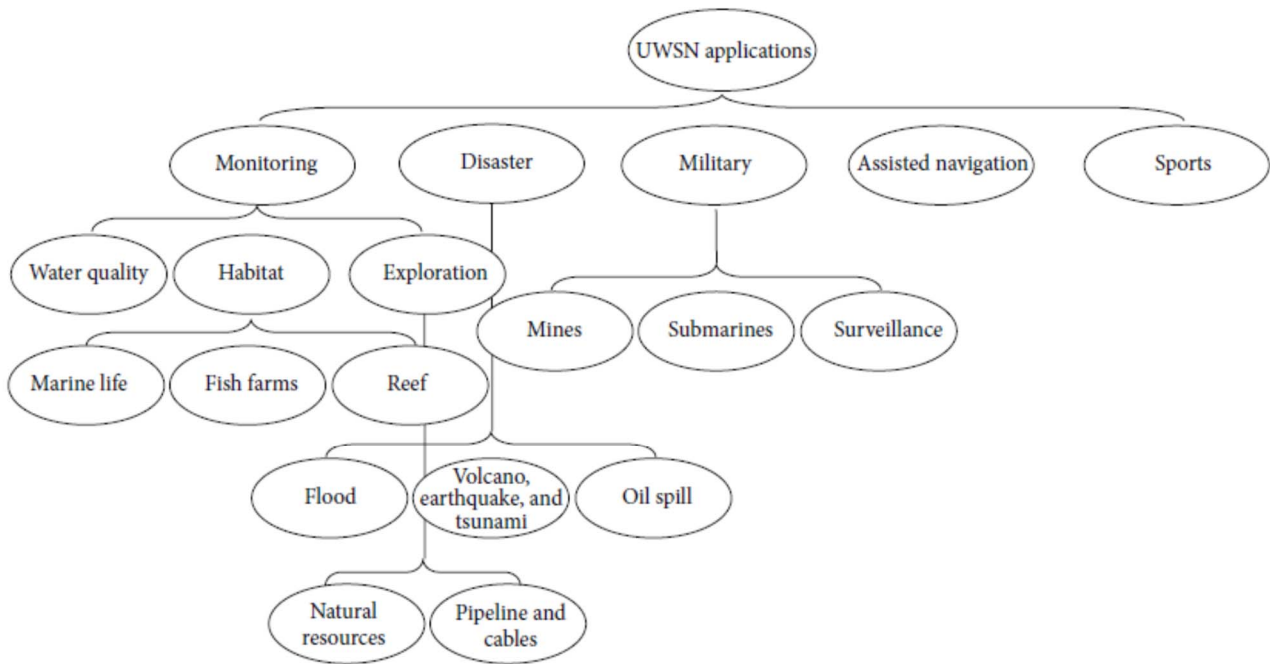 UWSN applications
Monitoring
Disaster
Military
Assisted navigation
Sports
Water quality
Habitat
Exploration
Mines
Submarines
Surveillance
Marine life
Fish farms
Reef
Flood
Volcano,
earthquake, and
tsunami
Oil spill
Natural
resources
Pipeline and
cables